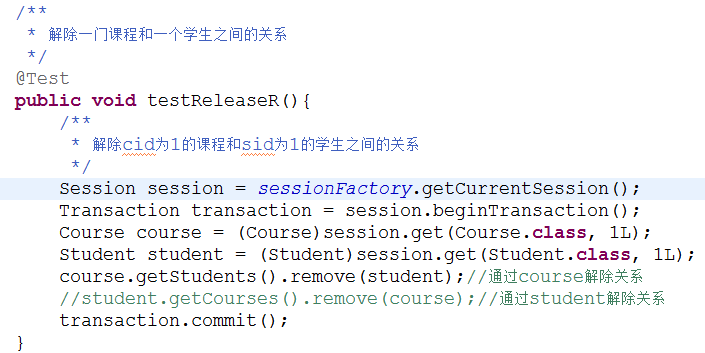 /**
 * 解除一门课程和一个学生之间的关系
 */
@Test
public void testReleaseR(){
    /**
     * 解除cid为1的课程和sid为1的学生之间的关系
     */
    Session session = sessionFactory.getCurrentSession();
    Transaction transaction = session.beginTransaction();
    Course course = (Course)session.get(Course.class, 1L);
    Student student = (Student)session.get(Student.class, 1L);
    course.getStudents().remove(student);//通过course解除关系
    //student.getCourses().remove(course);//通过student解除关系
    transaction.commit();
}